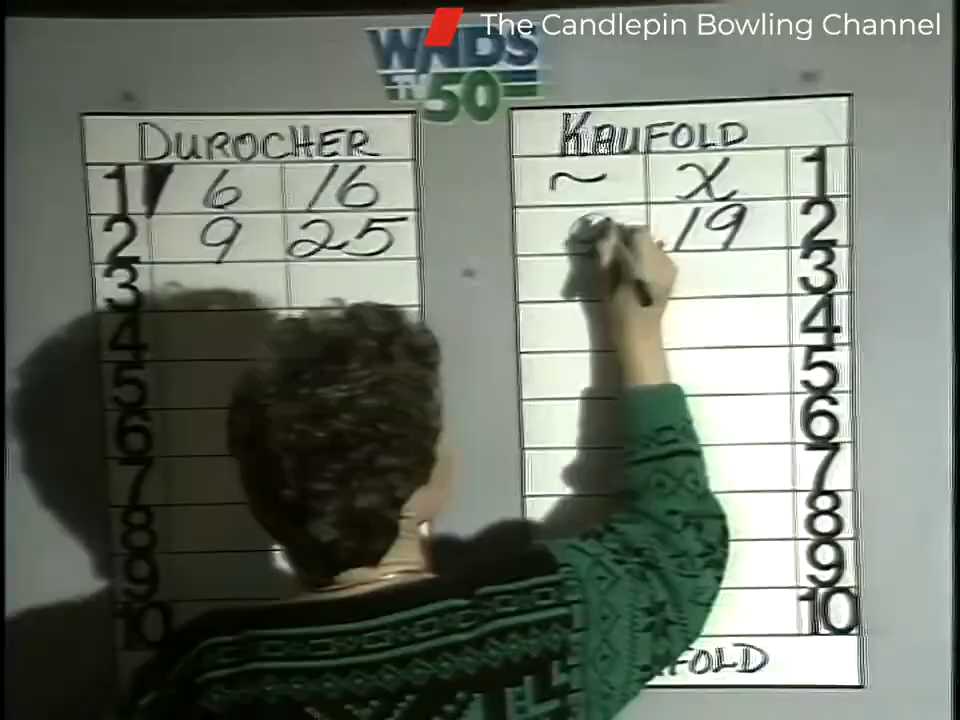 The Candlepin Bowling Channel
WNDS
TV 50
DUROCHER
1 6 16
2 9 25
3
4
5
6
7
8
9
10
KAUFOLD
~ X 1
19 2
3
4
5
6
7
8
9
10
FOLD